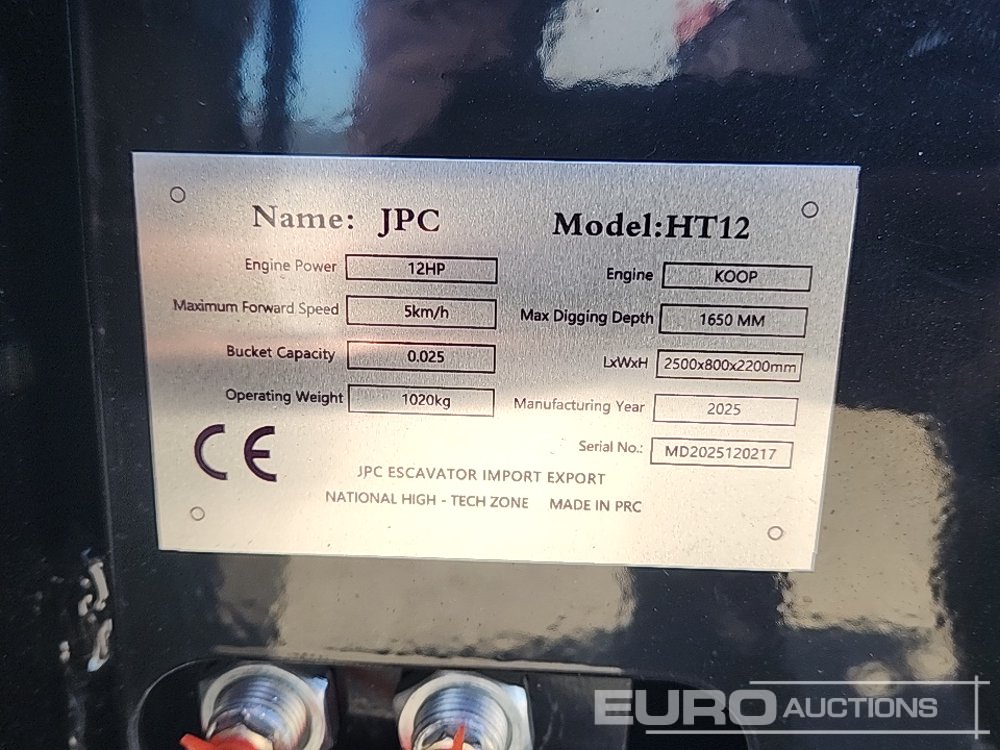 Name: JPC Model:HT12
Engine Power 12HP Engine KOOP
Maximum Forward Speed 5km/h Max Digging Depth 1650 MM
Bucket Capacity 0.025 LxWxH 2500x800x2200mm
Operating Weight 1020kg Manufacturing Year 2025
Serial No.: MD2025120217
CE
JPC ESCAVATOR IMPORT EXPORT
NATIONAL HIGH - TECH ZONE MADE IN PRC
EURO AUCTIONS